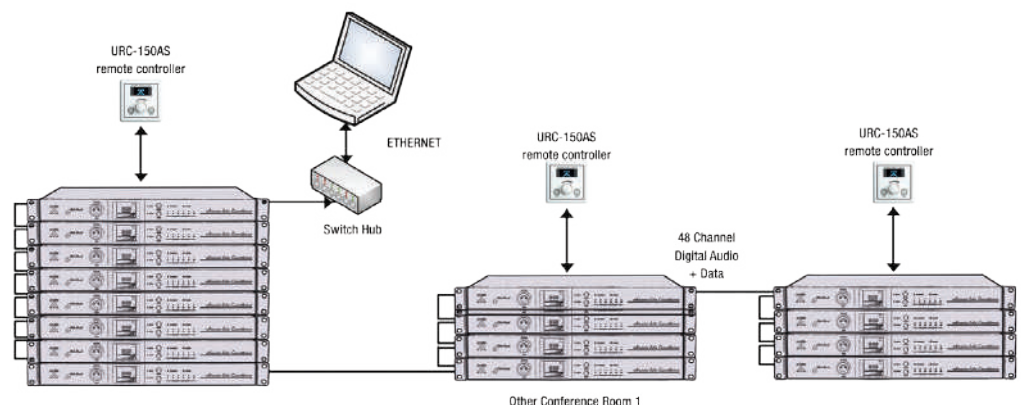 URC-150AS
remote controller
ETHERNET
Switch Hub
URC-150AS
remote controller
48 Channel
Digital Audio
+ Data
URC-150AS
remote controller
Other Conference Room 1